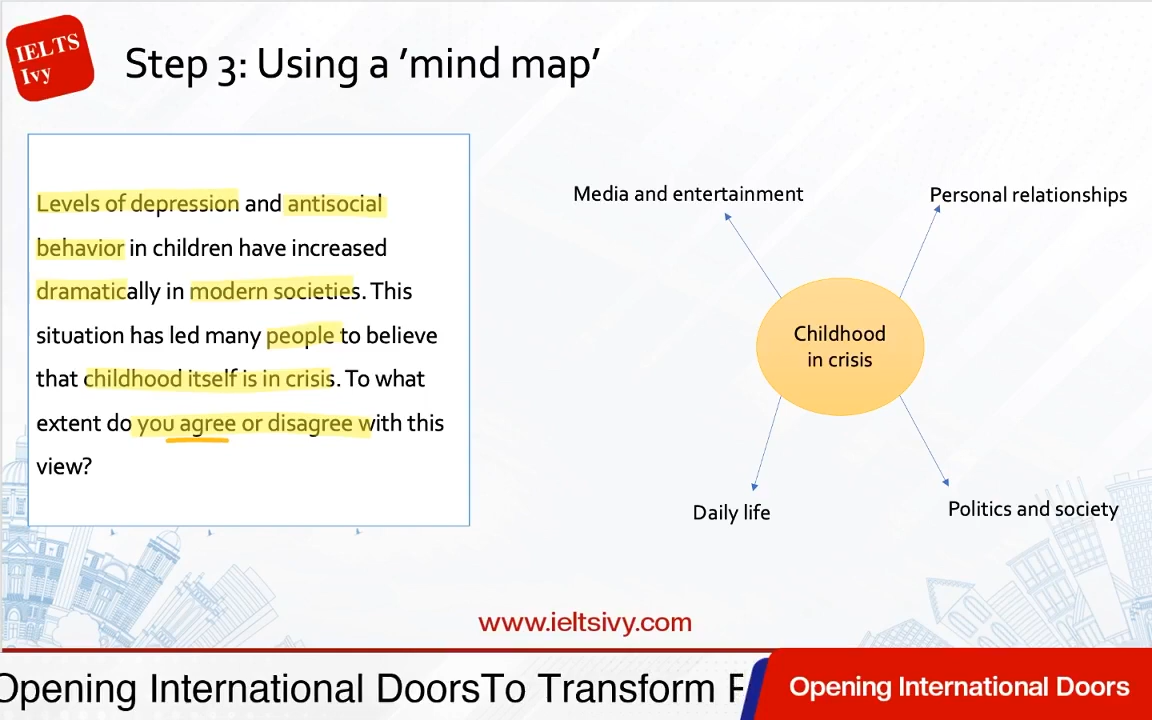 IELTS
Ivy
Step 3: Using a ‘mind map’
Levels of depression and antisocial
behavior in children have increased
dramatically in modern societies. This
situation has led many people to believe
that childhood itself is in crisis. To what
extent do you agree or disagree with this
view?
Media and entertainment
Personal relationships
Childhood
in crisis
Daily life
Politics and society
www.ieltsivy.com
Opening International DoorsTo Transform
Opening International Doors